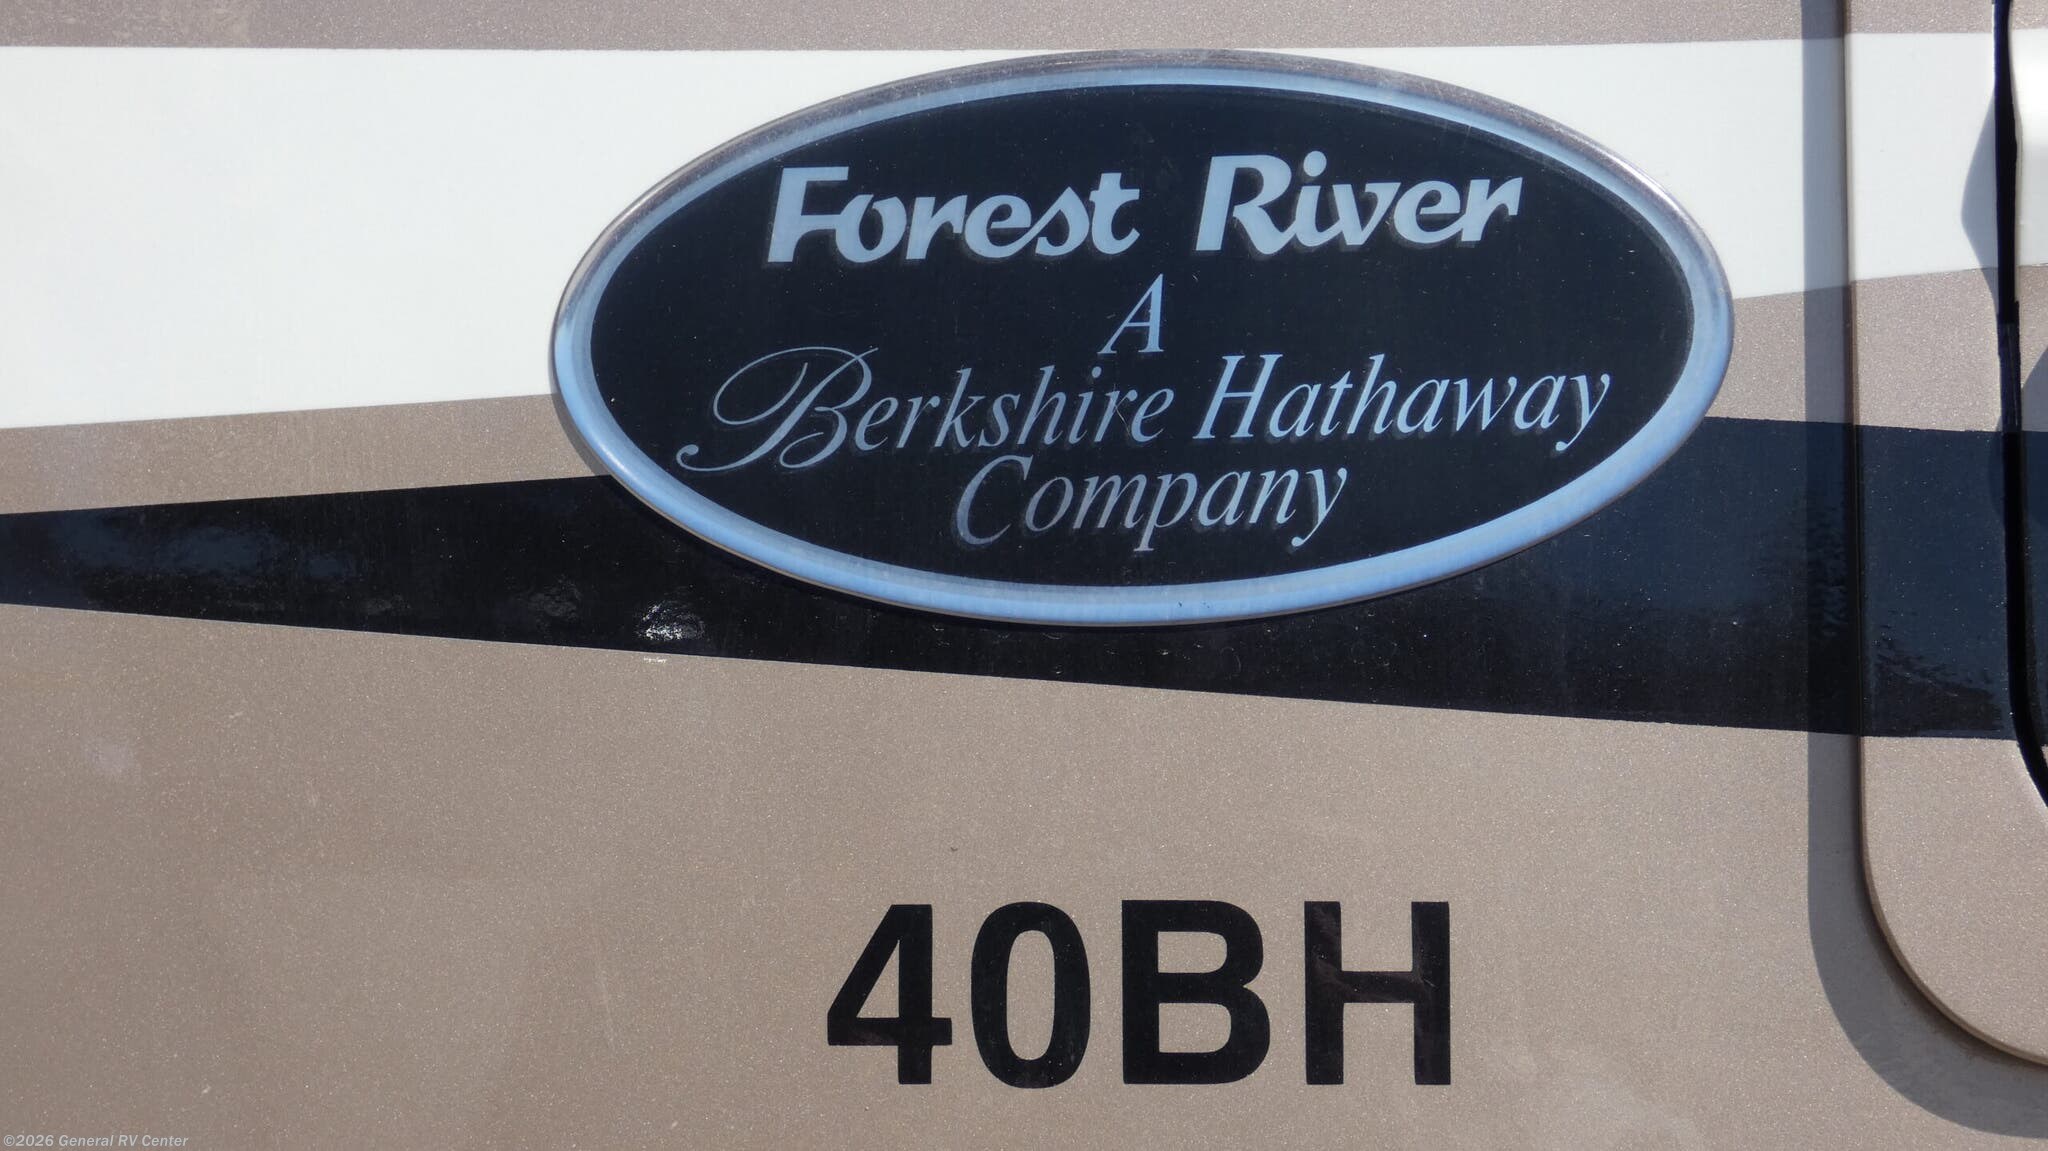 Forest River
A
Berkshire Hathaway
Company
40BH
©2026 General RV Center